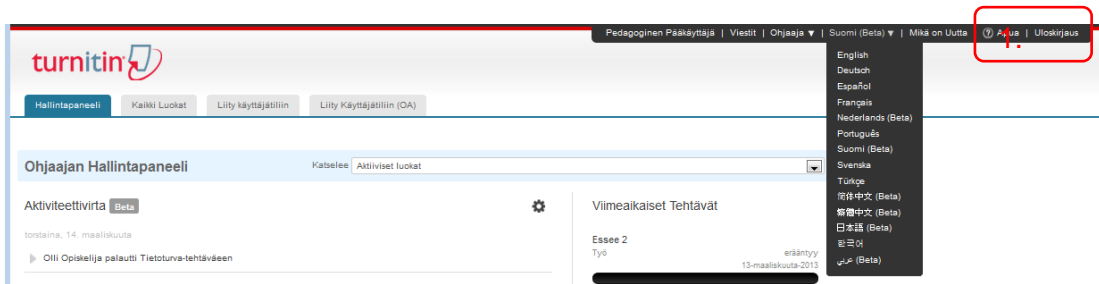 Pedagoginen Pääkäyttäjä | Viestit | Ohjaaja ▼ | Suomi (Beta) ▼ | Mikä on Uutta ? Apua | Uloskirjaus
1.
turnitin
English
Deutsch
Español
Français
Nederlands (Beta)
Português
Suomi (Beta)
Svenska
Türkçe
简体中文 (Beta)
繁體中文 (Beta)
日本語 (Beta)
한국어
عربي (Beta)
Hallintapaneeli Kaikki Luokat Liity käyttäjätiliin Liity Käyttäjätiliin (OA)
Ohjaajan Hallintapaneeli Katselee Aktiiviset luokat
Aktiviteettivirta Beta
torstaina, 14. maaliskuuta
Olli Opiskelija palautti Tietoturva-tehtäväeen
Viimeaikaiset Tehtävät
Essee 2
Työ erääntyy
13-maaliskuuta-2013